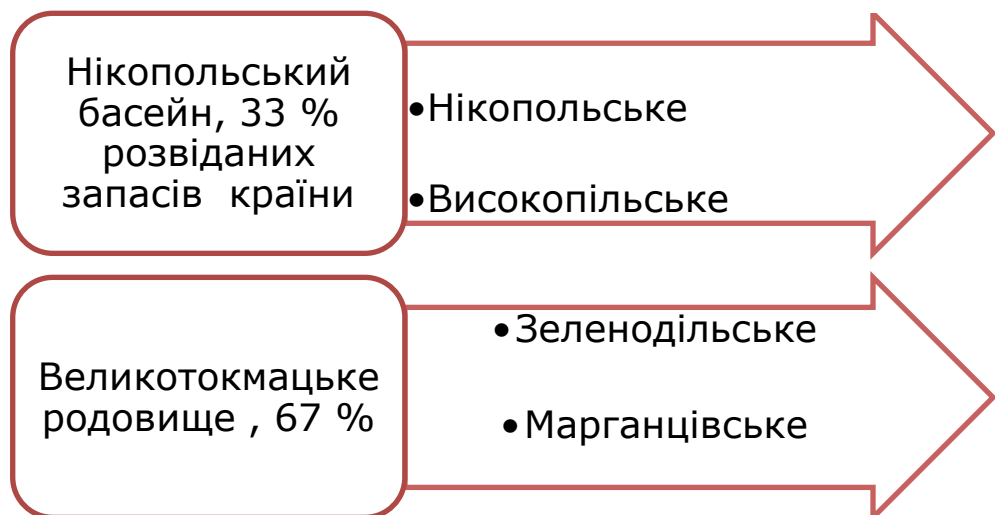 Нікопольський
басейн, 33 %
розвіданих
запасів країни
•Нікопольське
•Високопільське
Великотокмацьке
родовище , 67 %
•Зеленодільське
•Марганцівське